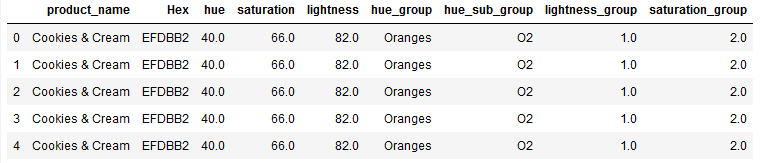 product_name Hex hue saturation lightness hue_group hue_sub_group lightness_group saturation_group
0 Cookies & Cream EFDBB2 40.0 66.0 82.0 Oranges O2 1.0 2.0
1 Cookies & Cream EFDBB2 40.0 66.0 82.0 Oranges O2 1.0 2.0
2 Cookies & Cream EFDBB2 40.0 66.0 82.0 Oranges O2 1.0 2.0
3 Cookies & Cream EFDBB2 40.0 66.0 82.0 Oranges O2 1.0 2.0
4 Cookies & Cream EFDBB2 40.0 66.0 82.0 Oranges O2 1.0 2.0